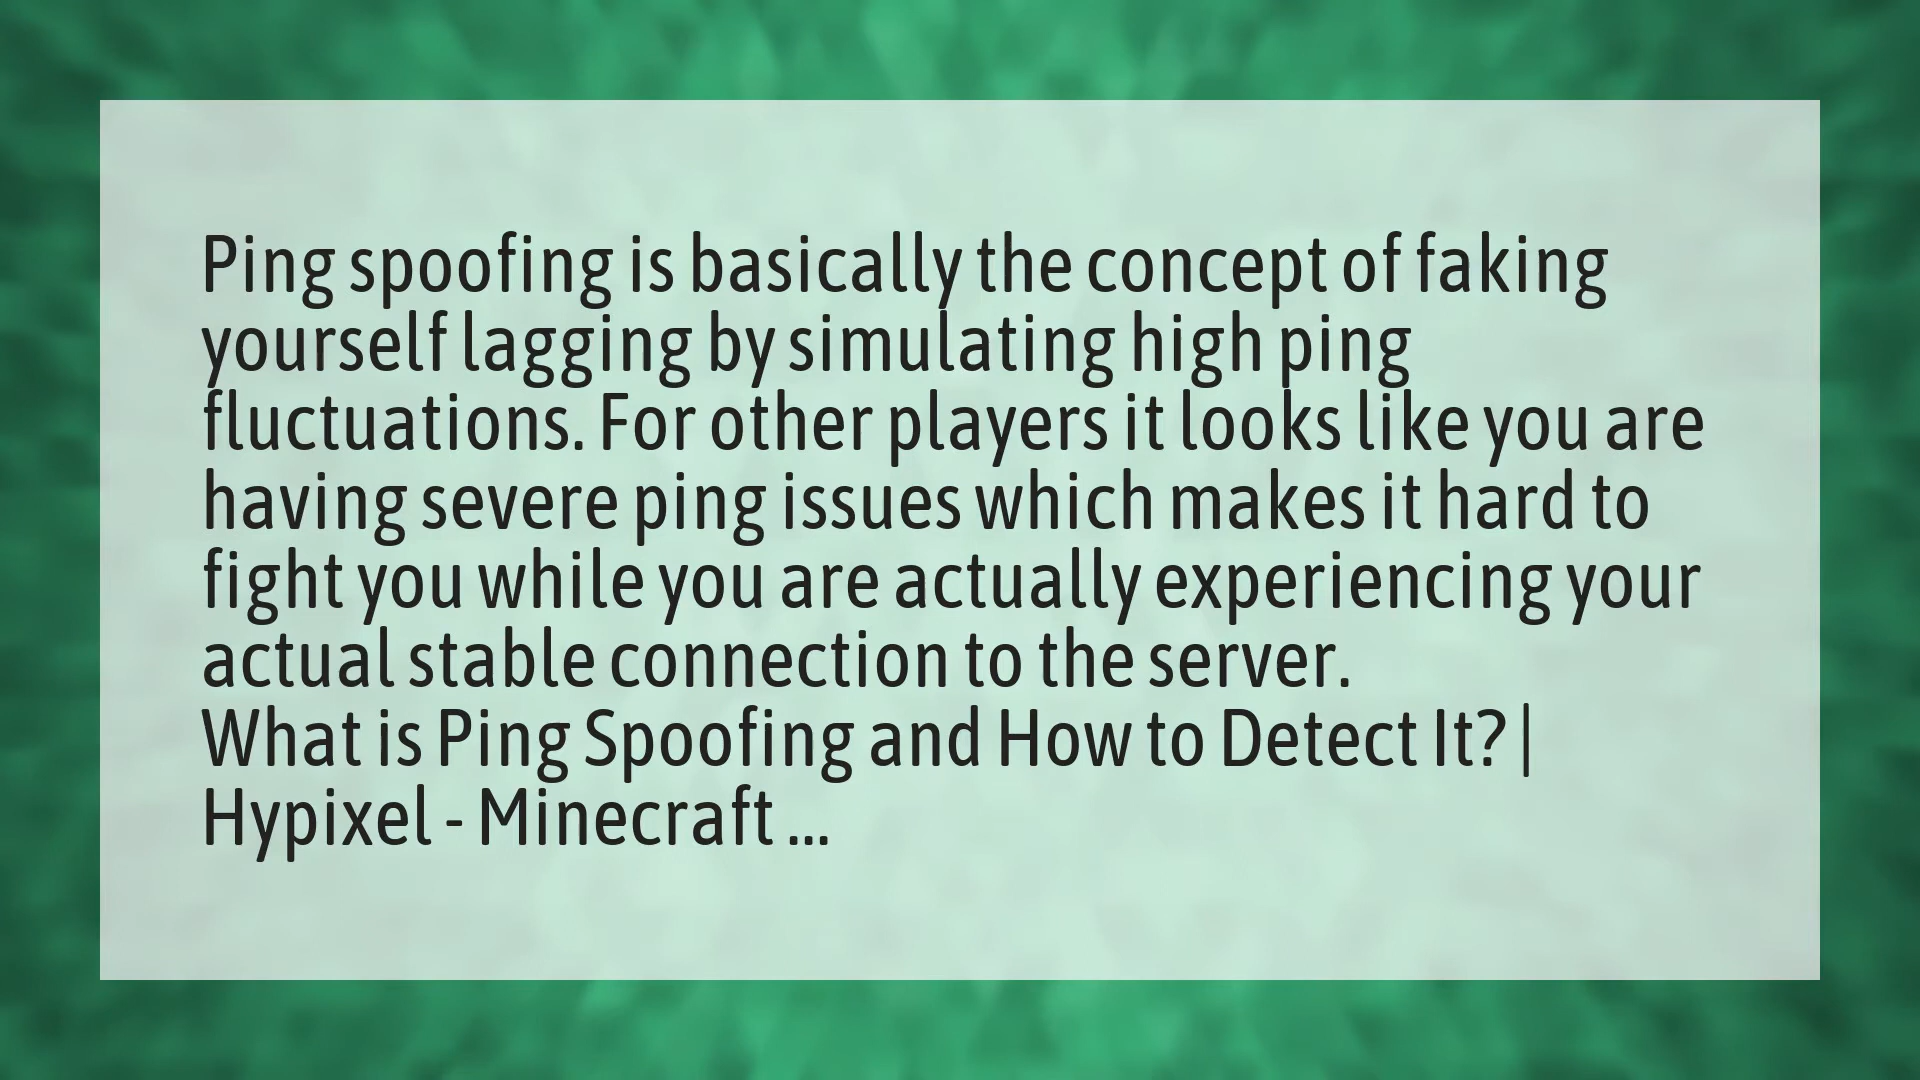 Ping spoofing is basically the concept of faking
yourself lagging by simulating high ping
fluctuations. For other players it looks like you are
having severe ping issues which makes it hard to
fight you while you are actually experiencing your
actual stable connection to the server.
What is Ping Spoofing and How to Detect It? |
Hypixel - Minecraft ...